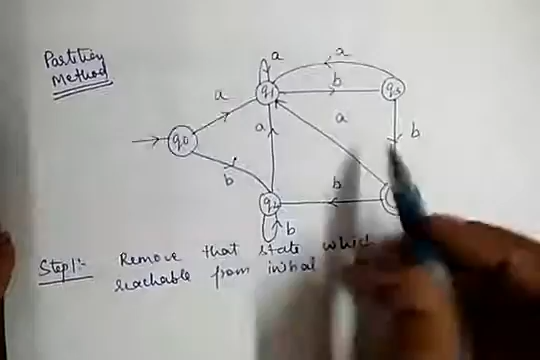 Partition
Method
a
a
b
a
b
a
b
b
a
b
q0
q1
q3
q2
Step1:- Remove that state which
reachable from initial